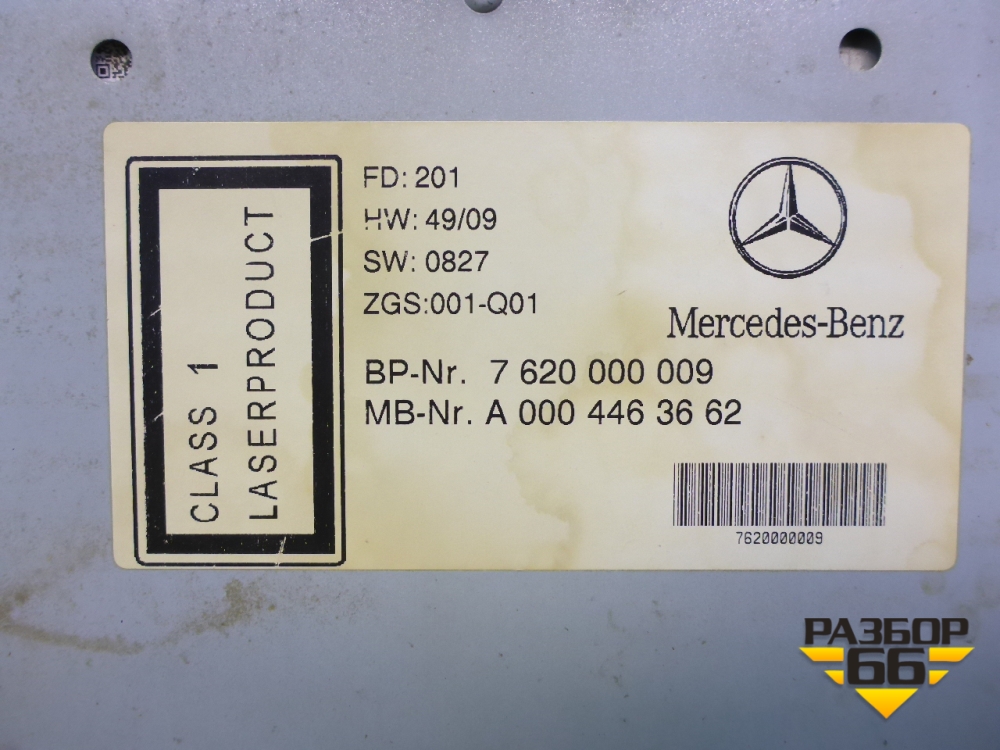 CLASS 1
LASERPRODUCT
FD: 201
HW: 49/09
SW: 0827
ZGS:001-Q01
Mercedes-Benz
BP-Nr. 7 620 000 009
MB-Nr. A 000 446 36 62
7620000009
РАЗБОР
66